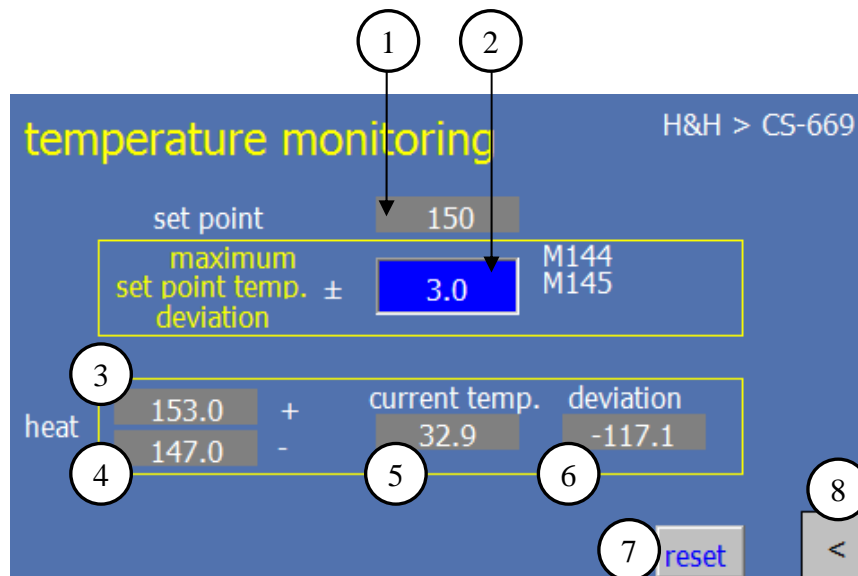 1 2
temperature monitoring
H&H > CS-669
set point 150
maximum
set point temp. ±
deviation
3.0
M144
M145
3
heat
153.0 +
147.0 -
current temp. deviation
32.9 -117.1
4 5 6
7 reset
8
<